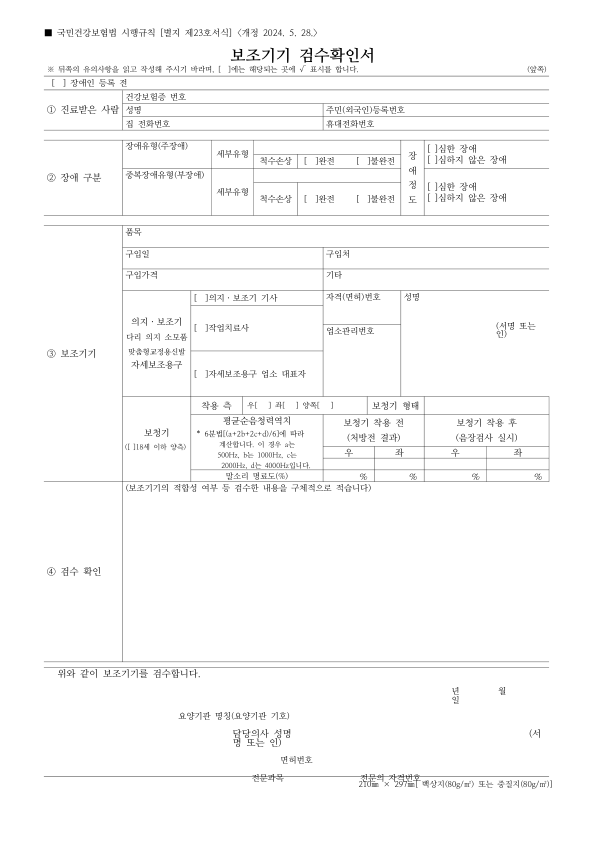 ■ 국민건강보험법 시행규칙 [별지 제23호서식] 〈개정 2024. 5. 28.〉
보조기기 검수확인서
※ 뒤쪽의 유의사항을 읽고 작성해 주시기 바라며, [ ]에는 해당되는 곳에 √ 표시를 합니다. (앞쪽)
[ ] 장애인 등록 전
① 진료받은 사람
건강보험증 번호
성명 주민(외국인)등록번호
집 전화번호 휴대전화번호
② 장애 구분
장애유형(주장애)
세부유형
척수손상 [ ]완전 [ ]불완전
중복장애유형(부장애)
세부유형
척수손상 [ ]완전 [ ]불완전
장
애
정
도
[ ]심한 장애
[ ]심하지 않은 장애
[ ]심한 장애
[ ]심하지 않은 장애
③ 보조기기
품목
구입일 구입처
구입가격 기타
의지ㆍ보조기
다리 의지 소모품
맞춤형교정용신발
자세보조용구
[ ]의지ㆍ보조기 기사
[ ]작업치료사
[ ]자세보조용구 업소 대표자
자격(면허)번호
업소관리번호
성명
(서명 또는
인)
보청기
([ ]18세 이하 양측)
착용 측 우[ ] 좌[ ] 양쪽[ ] 보청기 형태
평균순음청력역치
* 6분법[(a+2b+2c+d)/6]에 따라
계산합니다. 이 경우 a는
500Hz, b는 1000Hz, c는
2000Hz, d는 4000Hz입니다.
보청기 착용 전
(처방전 결과)
보청기 착용 후
(음장검사 실시)
우 좌 우 좌
말소리 명료도(%) % % % %
④ 검수 확인
(보조기기의 적합성 여부 등 검수한 내용을 구체적으로 적습니다)
위와 같이 보조기기를 검수합니다.
년 월
일
요양기관 명칭(요양기관 기호)
담당의사 성명 (서
명 또는 인)
면허번호
전문과목 전문의 자격번호
210㎜ × 297㎜[ 백상지(80g/㎡) 또는 중질지(80g/㎡)]